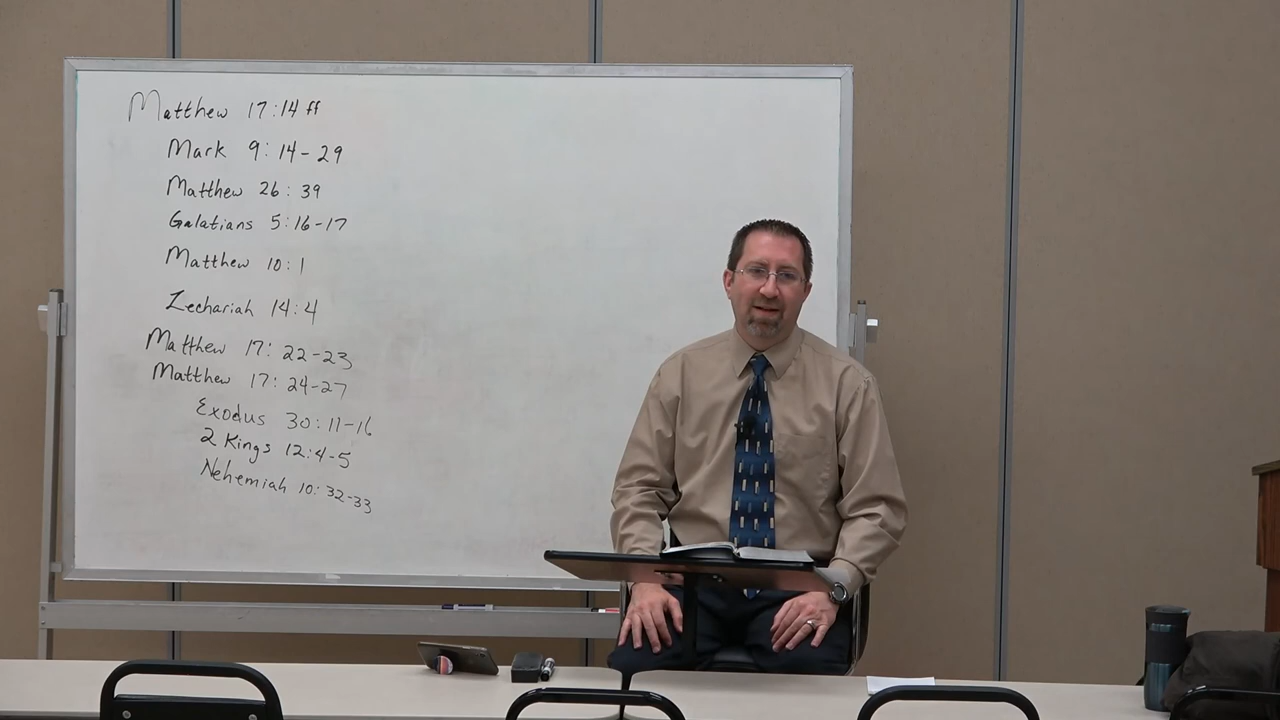 Matthew 17:14 ff
Mark 9:14-29
Matthew 26:39
Galatians 5:16-17
Matthew 10:1
Zechariah 14:4
Matthew 17:22-23
Matthew 17:24-27
Exodus 30:11-16
2 Kings 12:4-5
Nehemiah 10:32-33